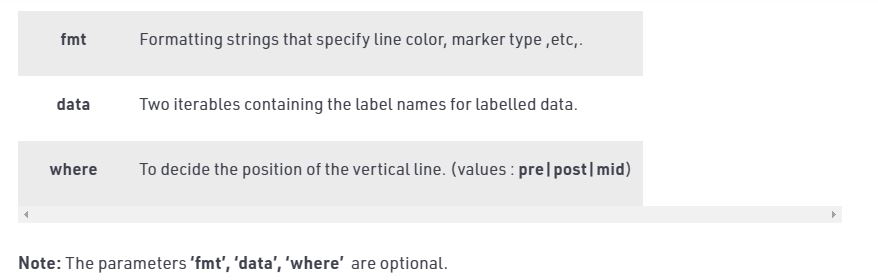 fmt Formatting strings that specify line color, marker type ,etc,.
data Two iterables containing the label names for labelled data.
where To decide the position of the vertical line. (values : pre|post|mid)
Note: The parameters ‘fmt’, ‘data’, ‘where’ are optional.